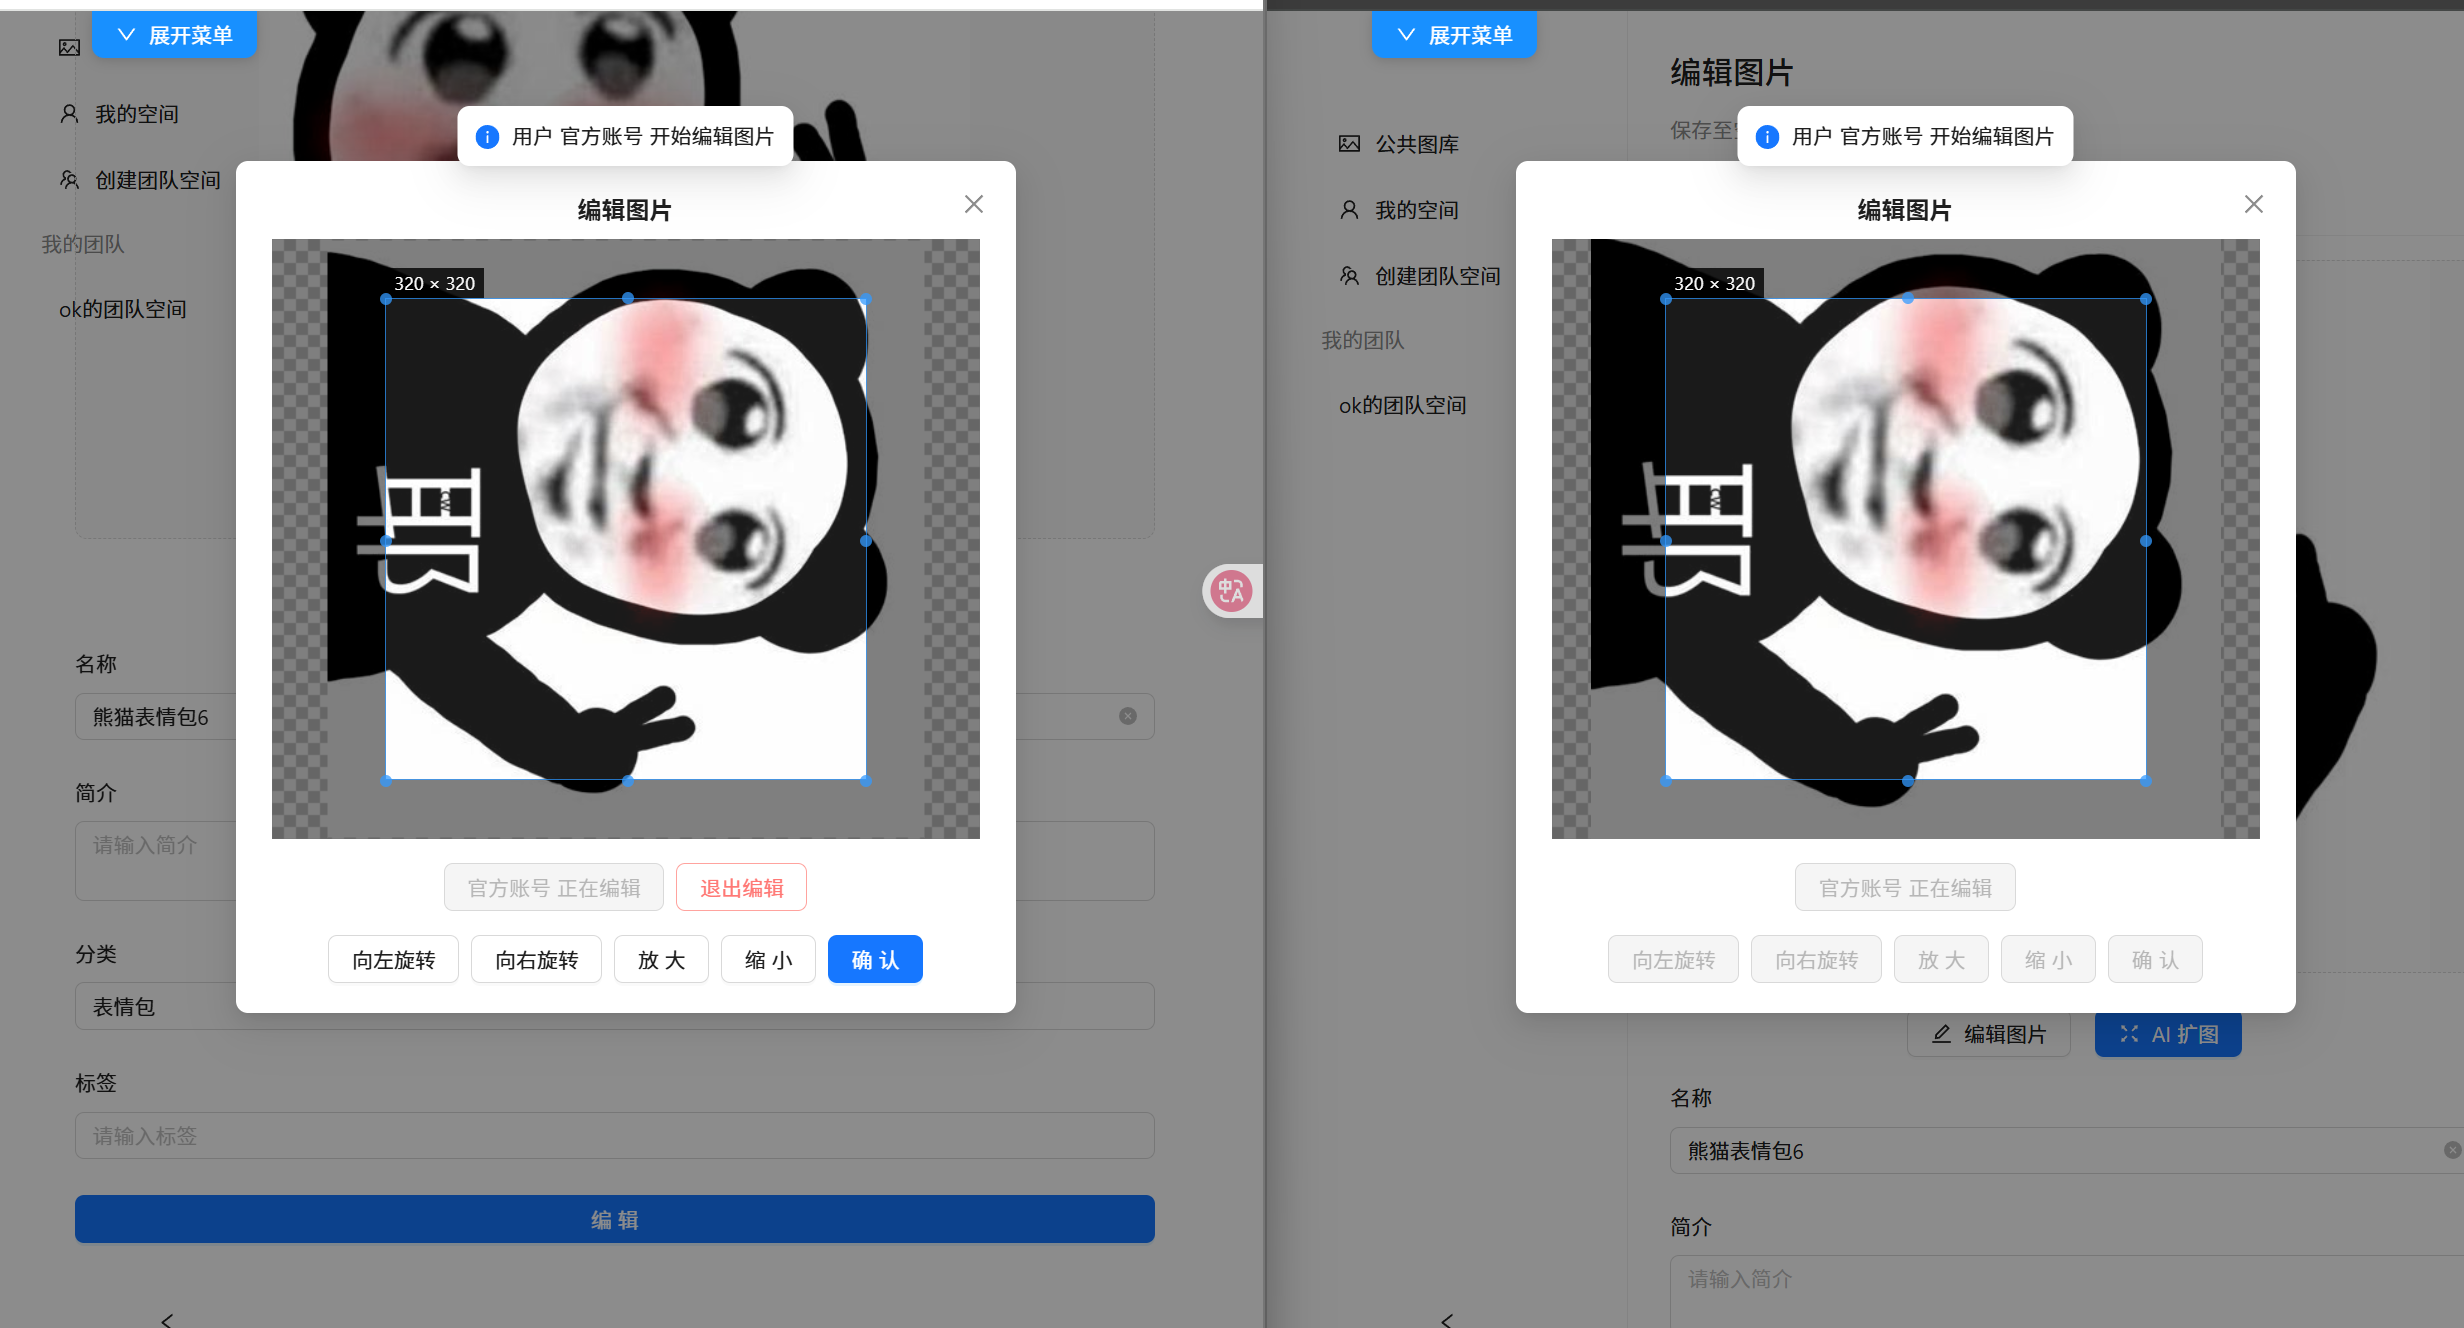 展开菜单
我的空间
创建团队空间
我的团队
ok的团队空间
用户 官方账号 开始编辑图片
编辑图片
320 × 320
官方账号 正在编辑
退出编辑
向左旋转
向右旋转
放 大
缩 小
确 认
名称
熊猫表情包6
简介
请输入简介
分类
表情包
标签
请输入标签
编 辑
展开菜单
编辑图片
保存至
公共图库
我的空间
创建团队空间
我的团队
ok的团队空间
用户 官方账号 开始编辑图片
编辑图片
320 × 320
官方账号 正在编辑
向左旋转
向右旋转
放 大
缩 小
确 认
编辑图片
AI 扩图
名称
熊猫表情包6
简介
请输入简介